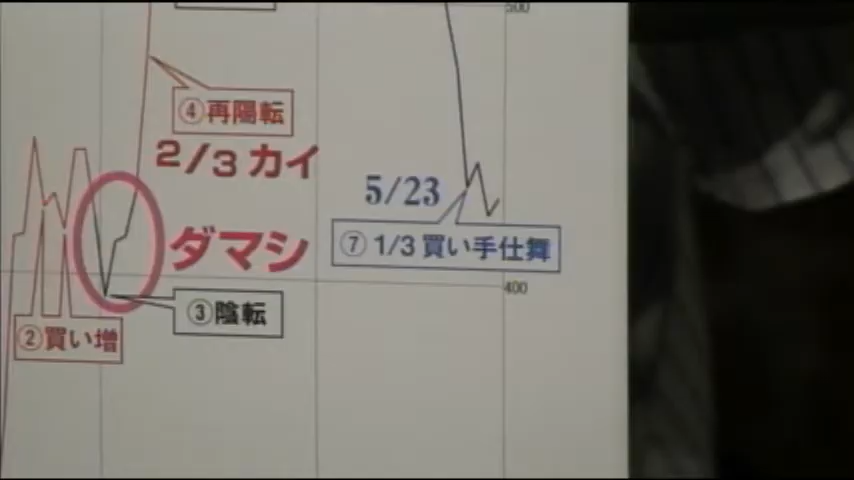 500
④再陽転
2/3カイ
5/23
ダマシ
⑦ 1/3買い手仕舞
400
③陰転
②買い増